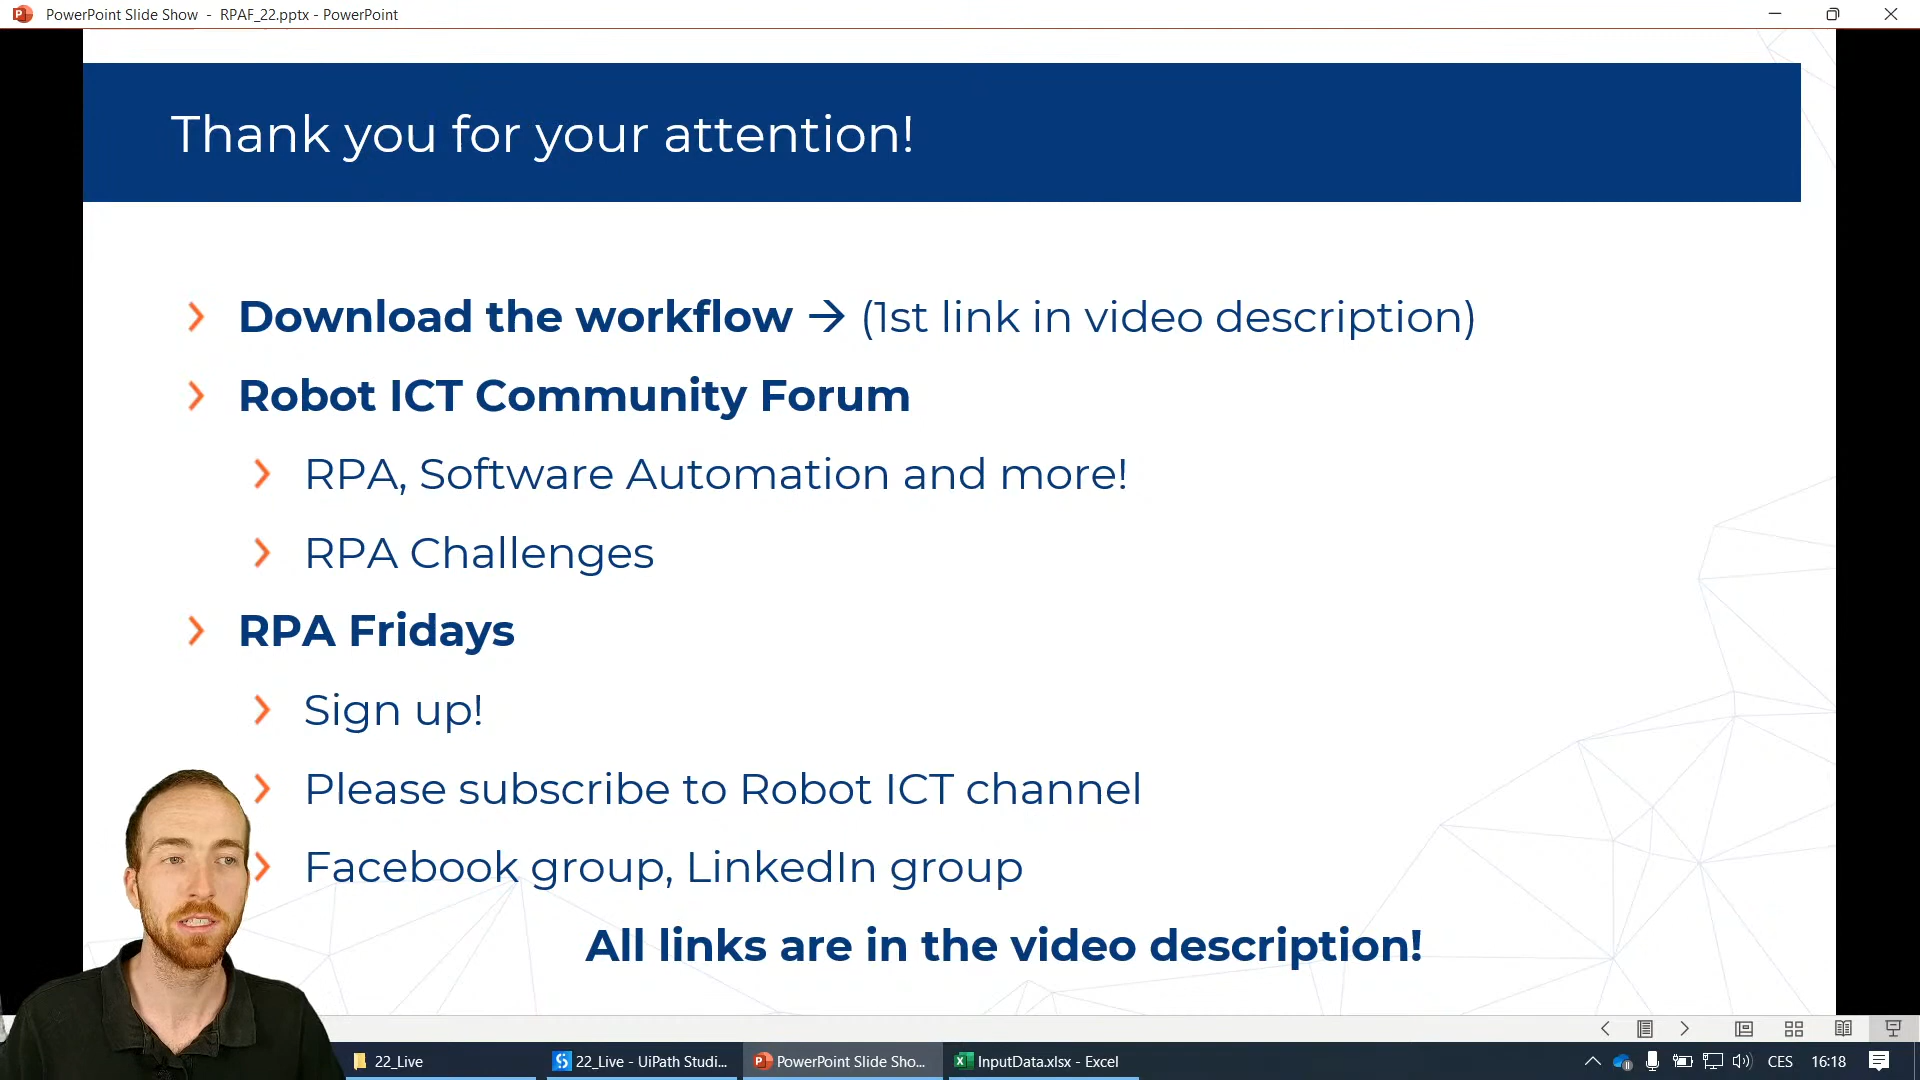 PowerPoint Slide Show - RPAF_22.pptx - PowerPoint
Thank you for your attention!
Download the workflow → (1st link in video description)
Robot ICT Community Forum
RPA, Software Automation and more!
RPA Challenges
RPA Fridays
Sign up!
Please subscribe to Robot ICT channel
Facebook group, LinkedIn group
All links are in the video description!
22_Live
22_Live - UiPath Studi...
PowerPoint Slide Sho...
InputData.xlsx - Excel
CES
16:18